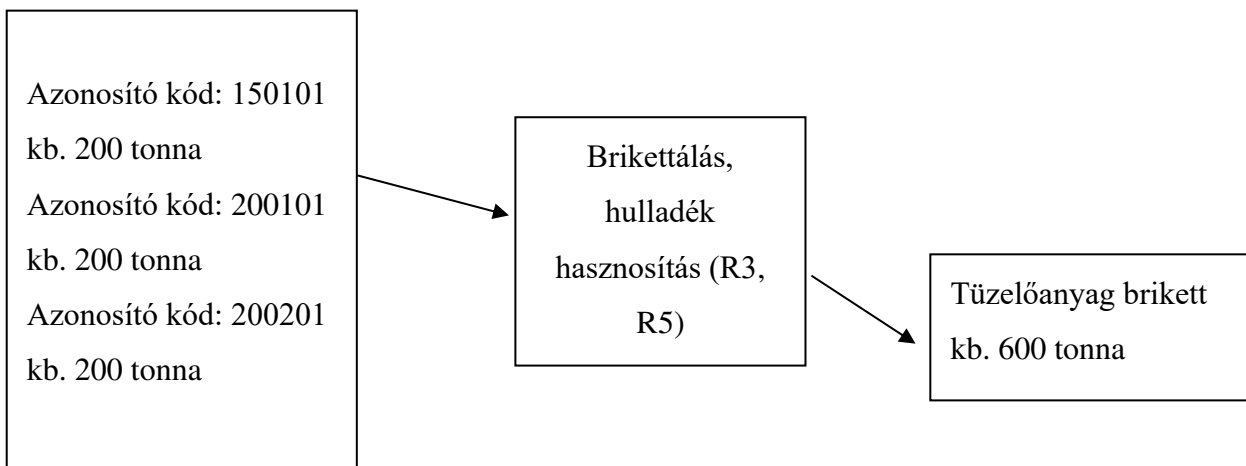 Azonosító kód: 150101
kb. 200 tonna
Azonosító kód: 200101
kb. 200 tonna
Azonosító kód: 200201
kb. 200 tonna
Brikettálás,
hulladék
hasznosítás (R3,
R5)
Tüzelőanyag brikett
kb. 600 tonna